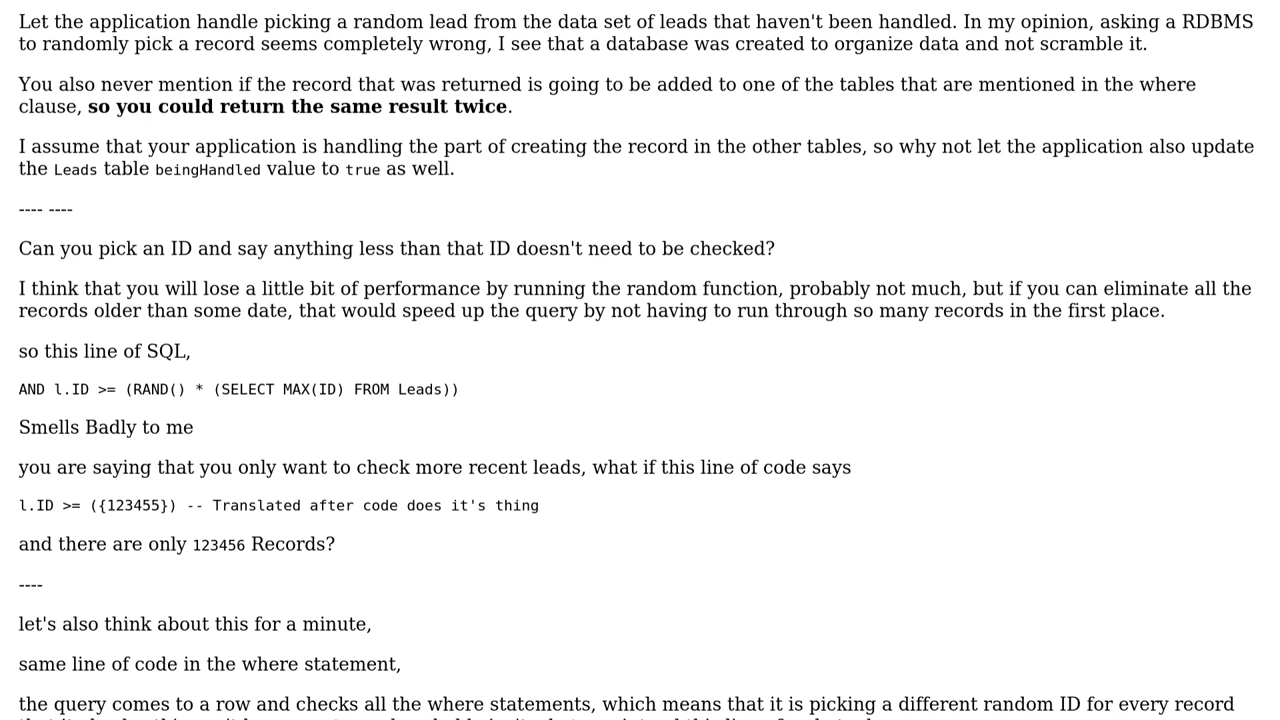 Let the application handle picking a random lead from the data set of leads that haven't been handled. In my opinion, asking a RDBMS
to randomly pick a record seems completely wrong, I see that a database was created to organize data and not scramble it.
You also never mention if the record that was returned is going to be added to one of the tables that are mentioned in the where
clause, so you could return the same result twice.
I assume that your application is handling the part of creating the record in the other tables, so why not let the application also update
the Leads table beingHandled value to true as well.
---- ----
Can you pick an ID and say anything less than that ID doesn't need to be checked?
I think that you will lose a little bit of performance by running the random function, probably not much, but if you can eliminate all the
records older than some date, that would speed up the query by not having to run through so many records in the first place.
so this line of SQL,
AND l.ID >= (RAND() * (SELECT MAX(ID) FROM Leads))
Smells Badly to me
you are saying that you only want to check more recent leads, what if this line of code says
l.ID >= ({123455}) -- Translated after code does it's thing
and there are only 123456 Records?
----
let's also think about this for a minute,
same line of code in the where statement,
the query comes to a row and checks all the where statements, which means that it is picking a different random ID for every record